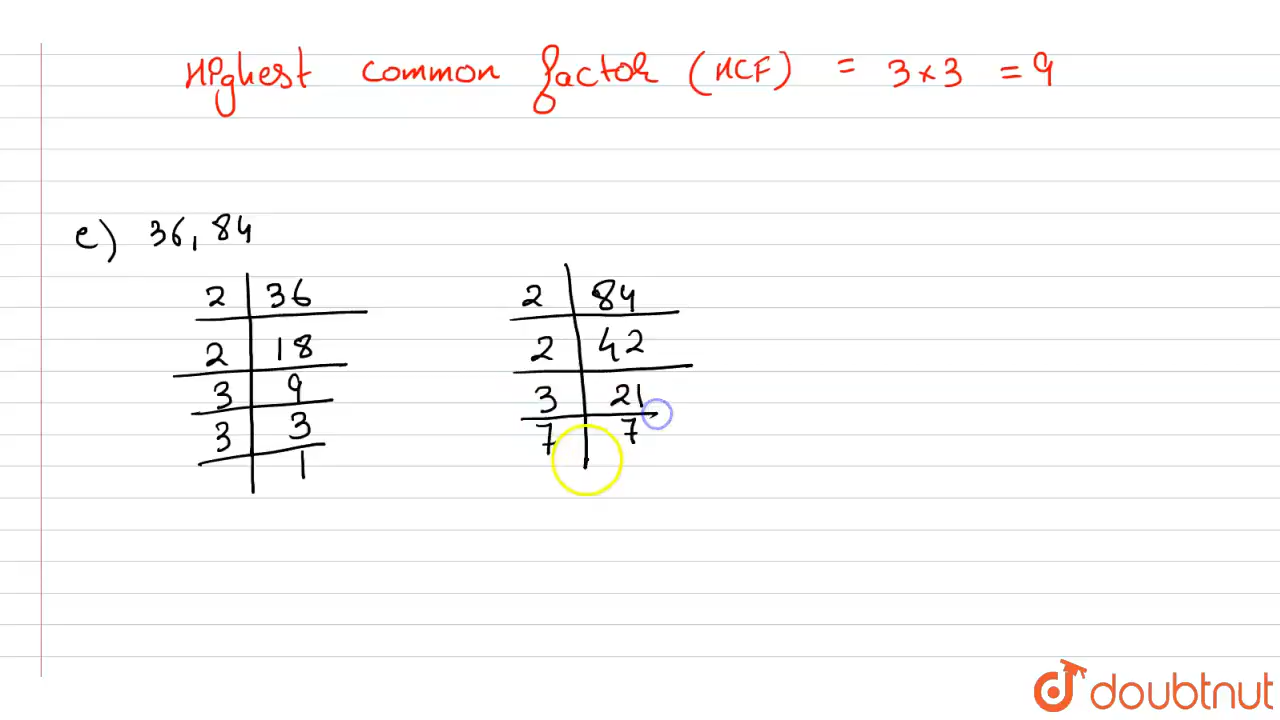 Highest common factor (HCF) = 3×3 = 9
e) 36, 84
2 | 36
2 | 18
3 | 9
3 | 3
1
2 | 84
2 | 42
3 | 21
7 | 7
doubtnut